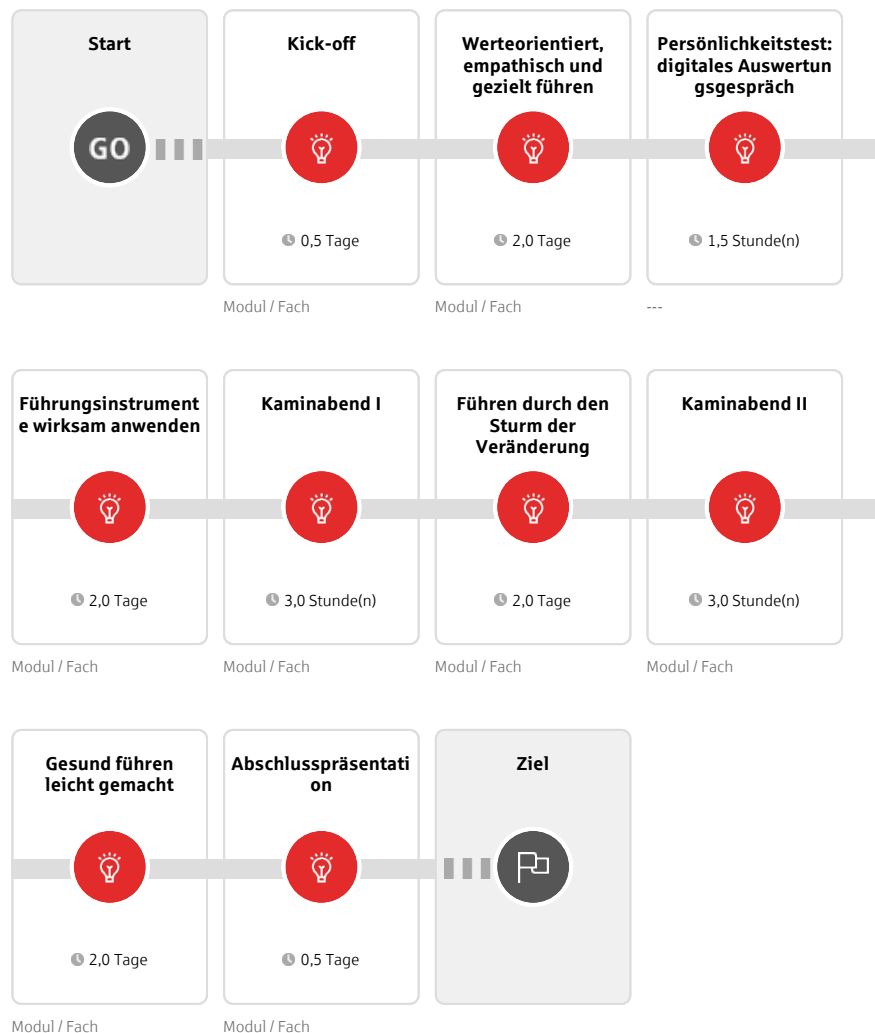 Start
Kick-off
Werteorientiert,
empathisch und
gezielt führen
Persönlichkeitstest:
digitales Auswertun
gsgespräch
GO
0,5 Tage
2,0 Tage
1,5 Stunde(n)
Modul / Fach
Modul / Fach
---
Führungsinstrument
e wirksam anwenden
Kaminabend I
Führen durch den
Sturm der
Veränderung
Kaminabend II
2,0 Tage
3,0 Stunde(n)
2,0 Tage
3,0 Stunde(n)
Modul / Fach
Modul / Fach
Modul / Fach
Modul / Fach
Gesund führen
leicht gemacht
Abschlusspräsentati
on
Ziel
2,0 Tage
0,5 Tage
Modul / Fach
Modul / Fach